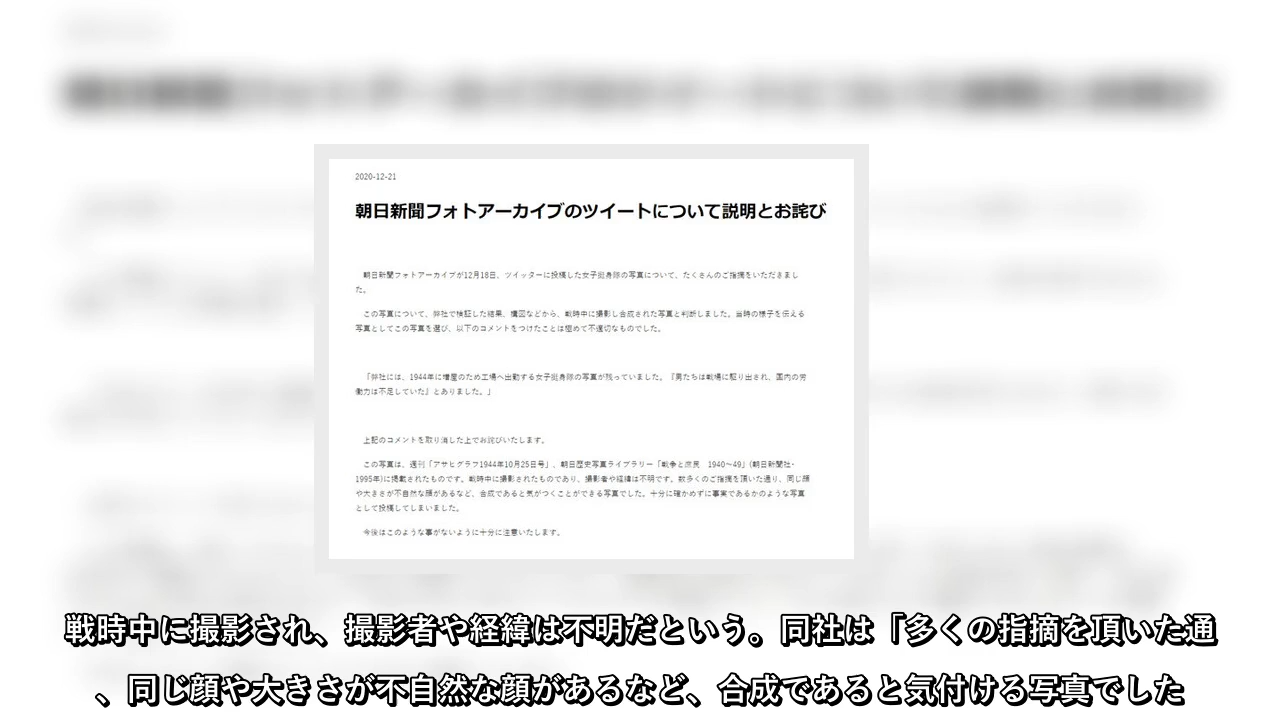 2020-12-21
朝日新聞フォトアーカイブのツイートについて説明とお詫び
朝日新聞フォトアーカイブが12月18日、ツイッターに投稿した女子挺身隊の写真について、たくさんのご指摘をいただきまし
た。
この写真について、弊社で検証した結果、構図などから、戦時中に撮影し合成された写真と判断しました。当時の様子を伝える
写真としてこの写真を選び、以下のコメントをつけたことは極めて不適切なものでした。
「弊社には、1944年に増産のため工場へ出勤する女子挺身隊の写真が残っていました。『男たちは戦場に駆り出され、国内の労
働力は不足していた』とありました。」
上記のコメントを取り消した上でお詫びいたします。
この写真は、週刊「アサヒグラフ1944年10月25日号」、朝日歴史写真ライブラリー「戦争と庶民　1940〜49」(朝日新聞社・
1995年)に掲載されたものです。戦時中に撮影されたものであり、撮影者や経緯は不明です。数多くのご指摘を頂いた通り、同じ顔
や大きさが不自然な顔があるなど、合成であると気がつくことができる写真でした。十分に確かめずに事実であるかのような写真
として投稿してしまいました。
今後はこのような事がないように十分に注意いたします。
戦時中に撮影され、撮影者や経緯は不明だという。同社は「多くの指摘を頂いた通
、同じ顔や大きさが不自然な顔があるなど、合成であると気付ける写真でした